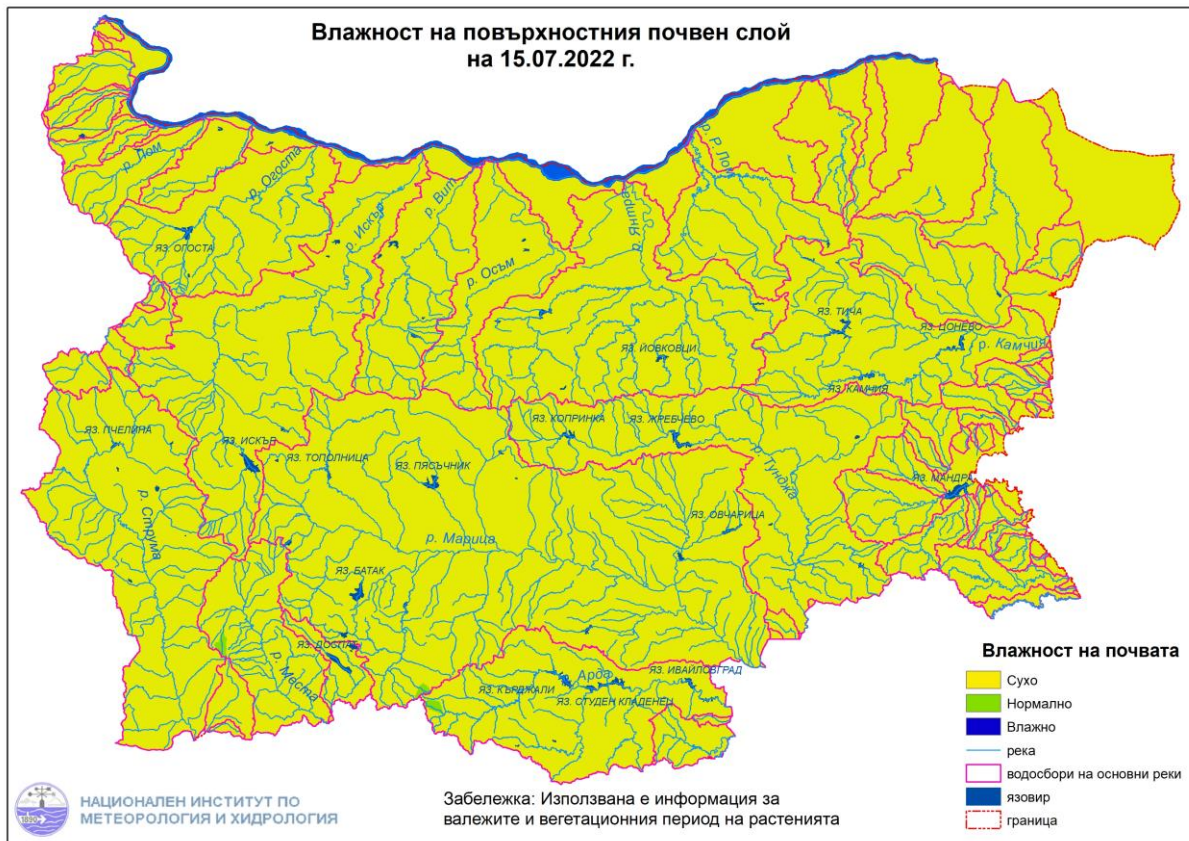 Влажност на повърхностния почвен слой
на 15.07.2022 г.
р. Лом
р. Огоста
р. Искър
р. Вит
р. Осъм
р. Янтра
р. Р Лом
ЯЗ. ОГОСТА
ЯЗ. ТИЧА
ЯЗ. ЦОНЕВО
р. Камчия
ЯЗ. ЙОВКОВЦИ
ЯЗ. КАМЧИЯ
ЯЗ. КОПРИНКА
ЯЗ. ЖРЕБЧЕВО
ЯЗ. ПЧЕЛИНА
ЯЗ. ИСКЪР
ЯЗ. ТОПОЛНИЦА
ЯЗ. ПЯСЪЧНИК
р. Тунджа
ЯЗ. МАНДРА
р. Струма
ЯЗ. ОВЧАРИЦА
р. Марица
ЯЗ. БАТАК
ЯЗ. ДОСПАТ
р. Места
Арда
ЯЗ. КЪРДЖАЛИ
ЯЗ. ИВАЙЛОВГРАД
ЯЗ. СТУДЕН КЛАДЕНЕЦ
Влажност на почвата
Сухо
Нормално
Влажно
река
водосбори на основни реки
язовир
граница
1890
НАЦИОНАЛЕН ИНСТИТУТ ПО
МЕТЕОРОЛОГИЯ И ХИДРОЛОГИЯ
Забележка: Използвана е информация за
валежите и вегетационния период на растенията